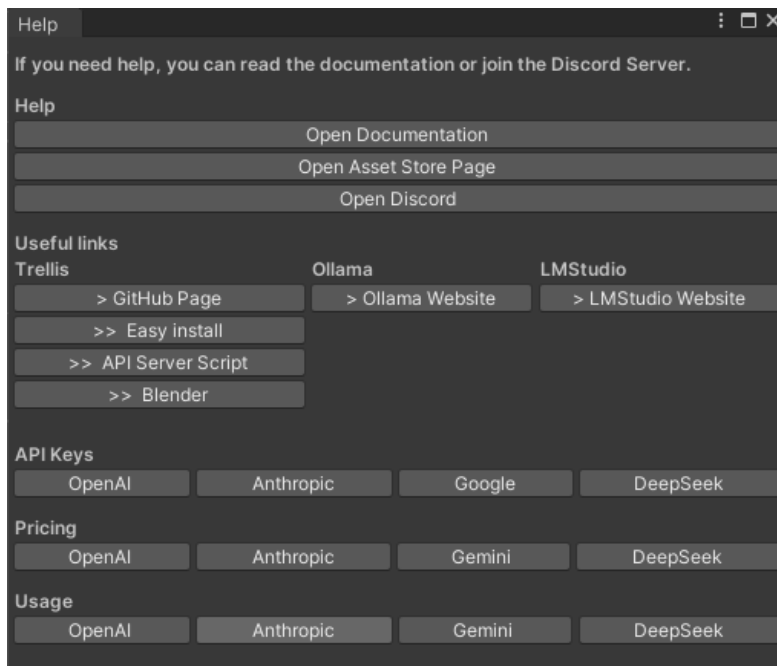 Help
If you need help, you can read the documentation or join the Discord Server.
Help
Open Documentation
Open Asset Store Page
Open Discord
Useful links
Trellis Ollama LMStudio
> GitHub Page > Ollama Website > LMStudio Website
>> Easy install
>> API Server Script
>> Blender
API Keys
OpenAI Anthropic Google DeepSeek
Pricing
OpenAI Anthropic Gemini DeepSeek
Usage
OpenAI Anthropic Gemini DeepSeek